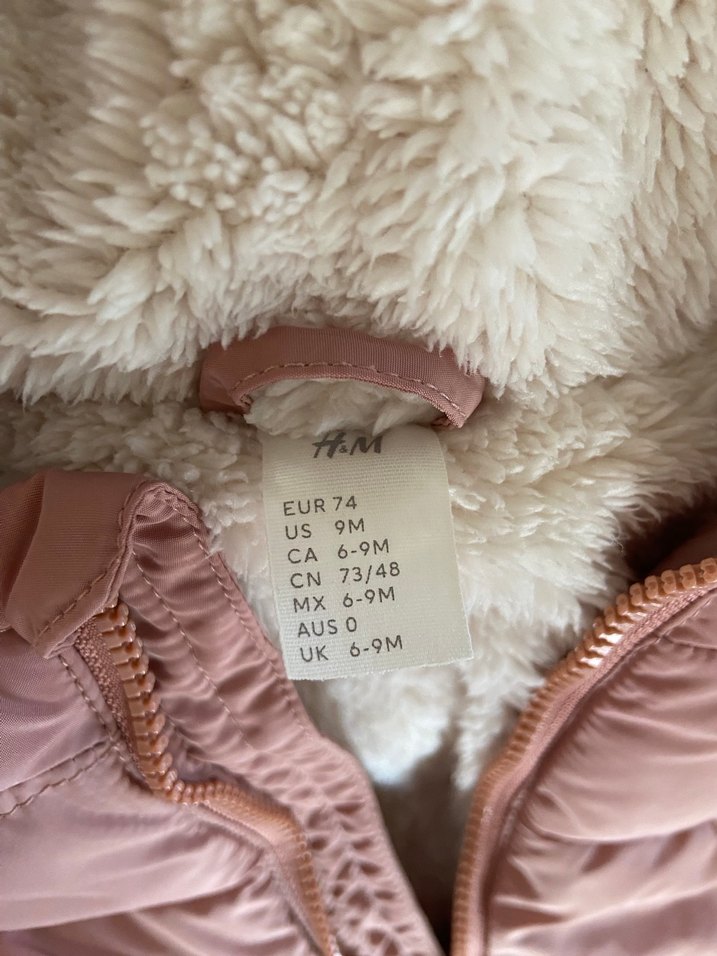 H&M
EUR 74
US 9M
CA 6-9M
CN 73/48
MX 6-9M
AUS 0
UK 6-9M